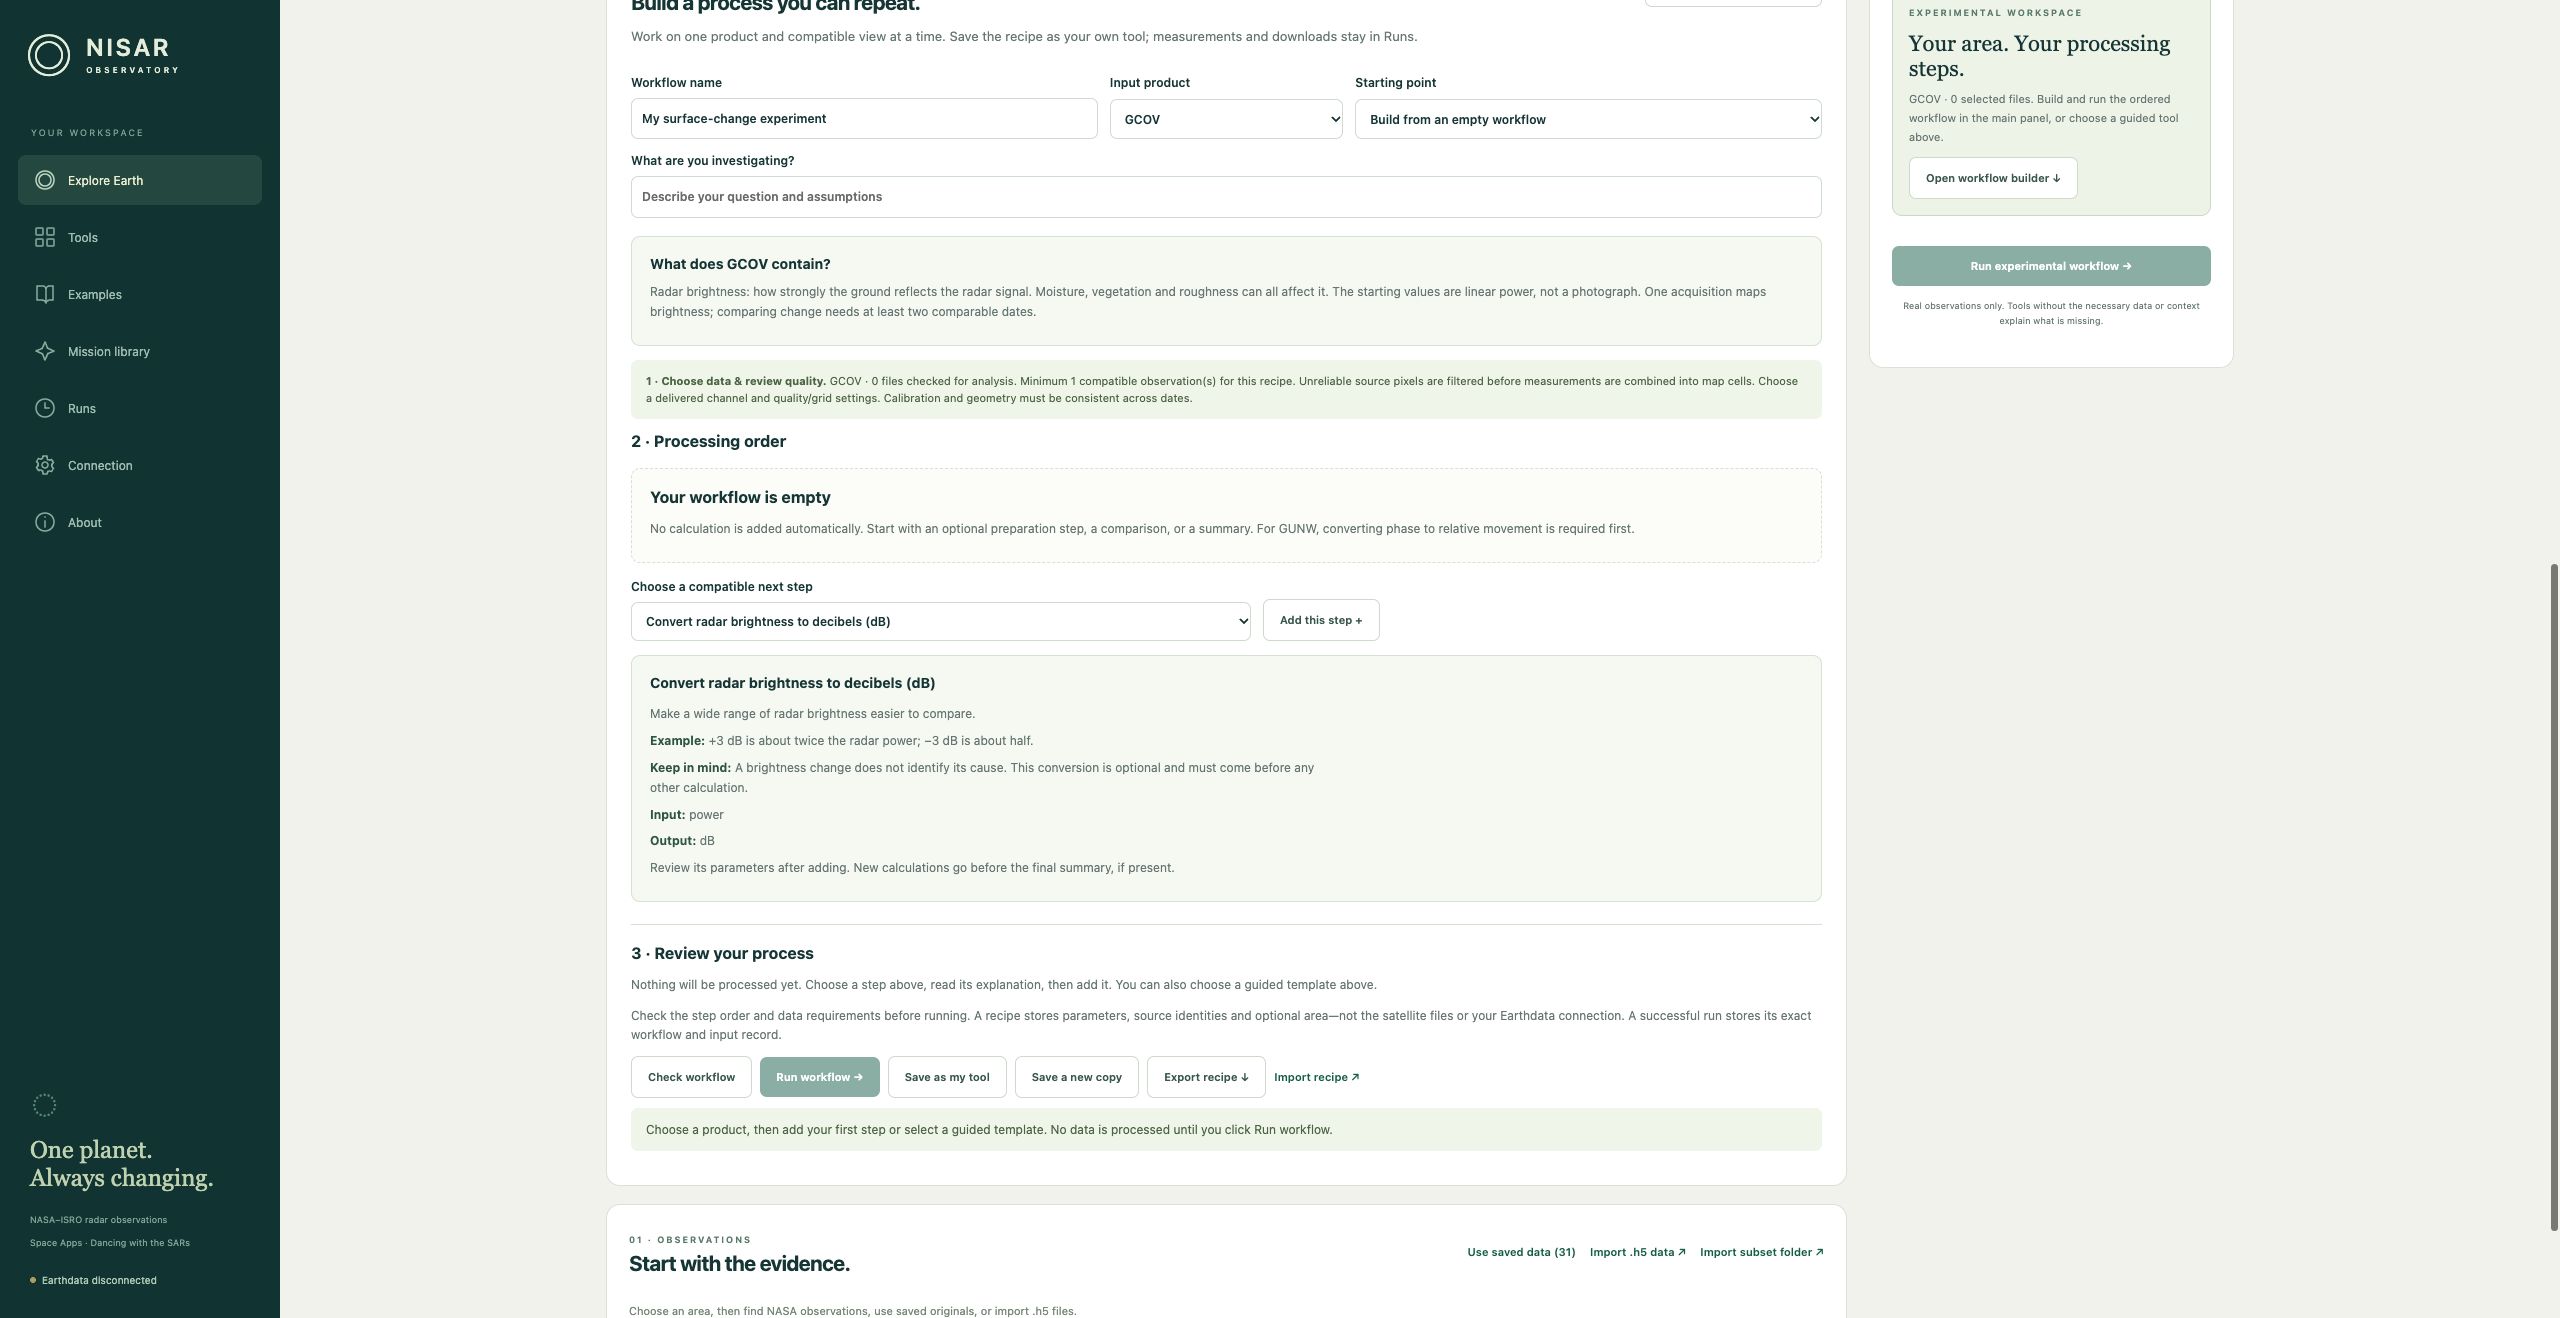 NISAR
OBSERVATORY
YOUR WORKSPACE
Explore Earth
Tools
Examples
Mission library
Runs
Connection
About
One planet.
Always changing.
NASA–ISRO radar observations
Space Apps · Dancing with the SARs
Earthdata disconnected
Build a process you can repeat.
Work on one product and compatible view at a time. Save the recipe as your own tool; measurements and downloads stay in Runs.
Workflow name
Input product
Starting point
My surface-change experiment
GCOV
Build from an empty workflow
What are you investigating?
Describe your question and assumptions
What does GCOV contain?
Radar brightness: how strongly the ground reflects the radar signal. Moisture, vegetation and roughness can all affect it. The starting values are linear power, not a photograph. One acquisition maps
brightness; comparing change needs at least two comparable dates.
1 · Choose data & review quality. GCOV · 0 files checked for analysis. Minimum 1 compatible observation(s) for this recipe. Unreliable source pixels are filtered before measurements are combined into map cells. Choose
a delivered channel and quality/grid settings. Calibration and geometry must be consistent across dates.
2 · Processing order
Your workflow is empty
No calculation is added automatically. Start with an optional preparation step, a comparison, or a summary. For GUNW, converting phase to relative movement is required first.
Choose a compatible next step
Convert radar brightness to decibels (dB)
Add this step +
Convert radar brightness to decibels (dB)
Make a wide range of radar brightness easier to compare.
Example: +3 dB is about twice the radar power; −3 dB is about half.
Keep in mind: A brightness change does not identify its cause. This conversion is optional and must come before any
other calculation.
Input: power
Output: dB
Review its parameters after adding. New calculations go before the final summary, if present.
3 · Review your process
Nothing will be processed yet. Choose a step above, read its explanation, then add it. You can also choose a guided template above.
Check the step order and data requirements before running. A recipe stores parameters, source identities and optional area—not the satellite files or your Earthdata connection. A successful run stores its exact
workflow and input record.
Check workflow
Run workflow →
Save as my tool
Save a new copy
Export recipe ↓
Import recipe ↗
Choose a product, then add your first step or select a guided template. No data is processed until you click Run workflow.
01 · OBSERVATIONS
Start with the evidence.
Use saved data (31)
Import .h5 data ↗
Import subset folder ↗
Choose an area, then find NASA observations, use saved originals, or import .h5 files.
EXPERIMENTAL WORKSPACE
Your area. Your processing
steps.
GCOV · 0 selected files. Build and run the ordered
workflow in the main panel, or choose a guided tool
above.
Open workflow builder ↓
Run experimental workflow →
Real observations only. Tools without the necessary data or context
explain what is missing.